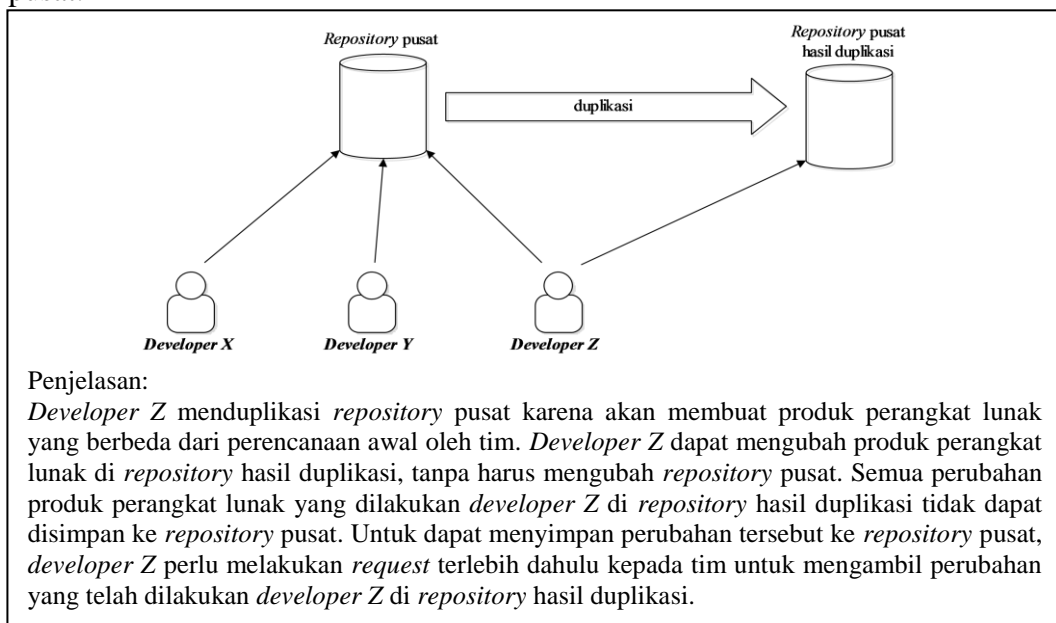 Repository pusat
Repository pusat
hasil duplikasi
duplikasi
Developer X
Developer Y
Developer Z
Penjelasan:
Developer Z menduplikasi repository pusat karena akan membuat produk perangkat lunak
yang berbeda dari perencanaan awal oleh tim. Developer Z dapat mengubah produk perangkat
lunak di repository hasil duplikasi, tanpa harus mengubah repository pusat. Semua perubahan
produk perangkat lunak yang dilakukan developer Z di repository hasil duplikasi tidak dapat
disimpan ke repository pusat. Untuk dapat menyimpan perubahan tersebut ke repository pusat,
developer Z perlu melakukan request terlebih dahulu kepada tim untuk mengambil perubahan
yang telah dilakukan developer Z di repository hasil duplikasi.